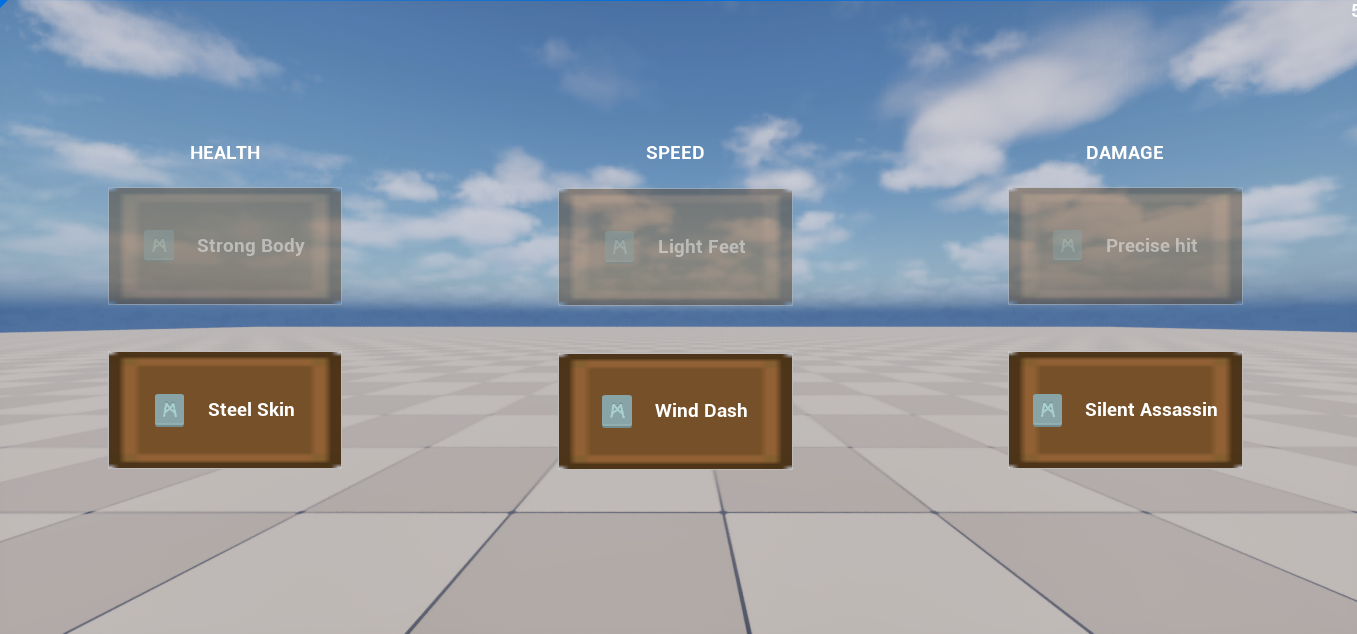 HEALTH SPEED DAMAGE
Strong Body Light Feet Precise hit
Steel Skin Wind Dash Silent Assassin